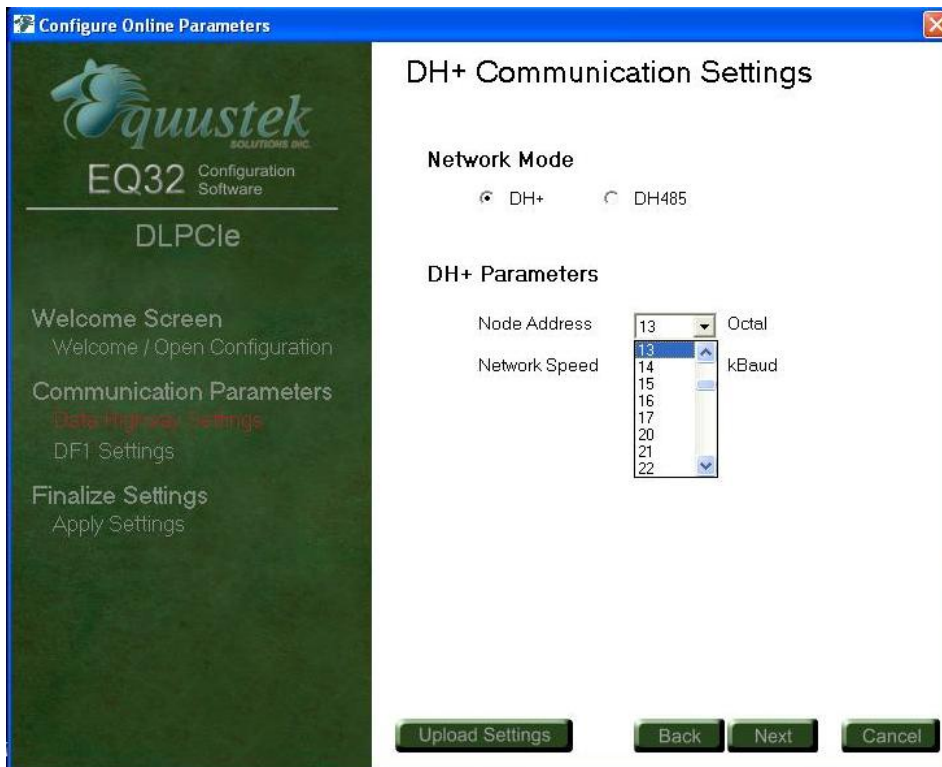 Configure Online Parameters
Equustek
SOLUTIONS INC.
EQ32 Configuration Software
DLPCIe
Welcome Screen
Welcome / Open Configuration
Communication Parameters
Data Highway Settings
DF1 Settings
Finalize Settings
Apply Settings
DH+ Communication Settings
Network Mode
DH+ DH485
DH+ Parameters
Node Address 13 Octal
Network Speed kBaud
13
14
15
16
17
20
21
22
Upload Settings Back Next Cancel